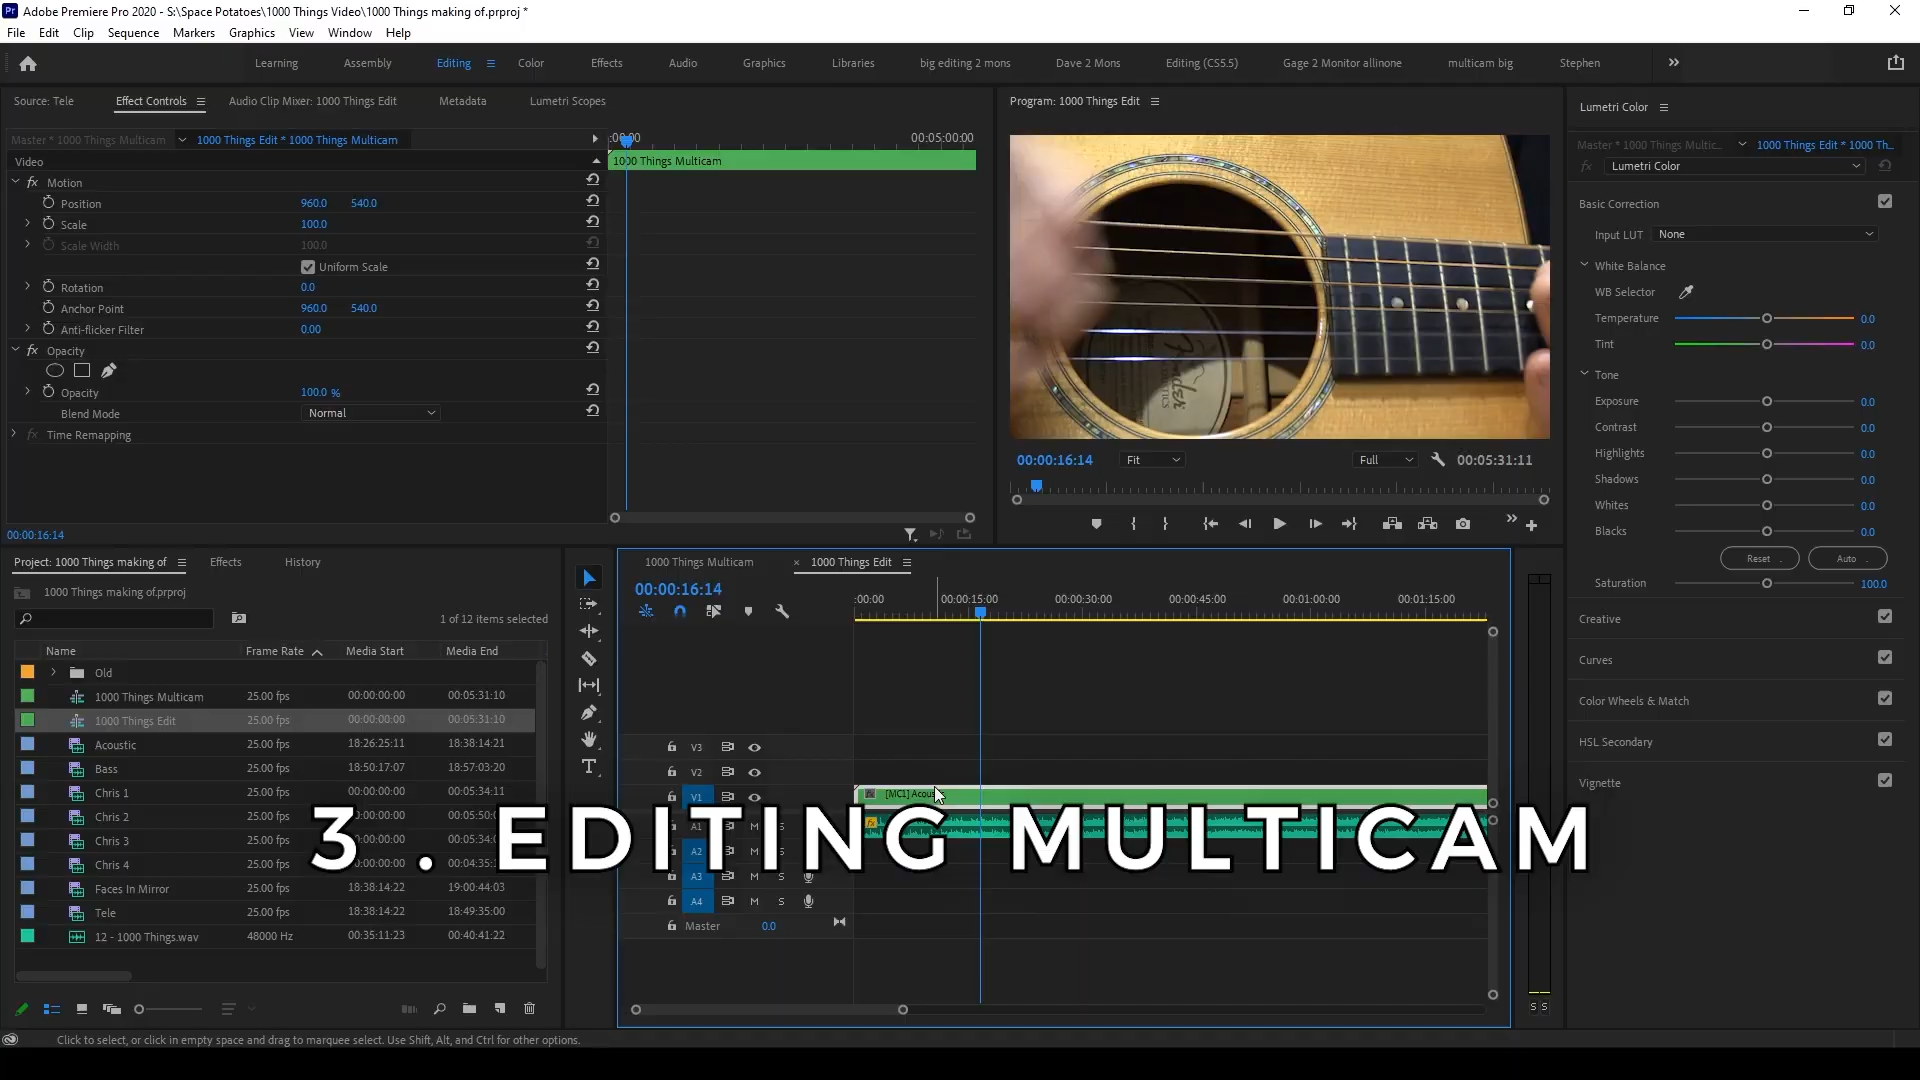 Adobe Premiere Pro 2020 - S:\Space Potatoes\1000 Things Video\1000 Things making of.prproj *
File Edit Clip Sequence Markers Graphics View Window Help
Learning Assembly Editing Color Effects Audio Graphics Libraries big editing 2 mons Dave 2 Mons Editing (CS5.5) Gage 2 Monitor allinone multicam big Stephen
Source: Tele Effect Controls Audio Clip Mixer: 1000 Things Edit Metadata Lumetri Scopes
Master * 1000 Things Multicam 1000 Things Edit * 1000 Things Multicam
:00:00 00:05:00:00
Video
1000 Things Multicam
fx Motion
Position 960.0 540.0
Scale 100.0
Scale Width 100.0
Uniform Scale
Rotation 0.0
Anchor Point 960.0 540.0
Anti-flicker Filter 0.00
fx Opacity
Opacity 100.0 %
Blend Mode Normal
fx Time Remapping
00:00:16:14
Program: 1000 Things Edit
Fender
00:00:16:14 Fit Full 00:05:31:11
Lumetri Color
Master * 1000 Things Multic... 1000 Things Edit * 1000 Th...
fx Lumetri Color
Basic Correction
Input LUT None
White Balance
WB Selector
Temperature 0.0
Tint 0.0
Tone
Exposure 0.0
Contrast 0.0
Highlights 0.0
Shadows 0.0
Whites 0.0
Blacks 0.0
Reset Auto
Saturation 100.0
Creative
Curves
Color Wheels & Match
HSL Secondary
Vignette
Project: 1000 Things making of Effects History
1000 Things making of.prproj
1 of 12 items selected
Name Frame Rate Media Start Media End
Old
1000 Things Multicam 25.00 fps 00:00:00:00 00:05:31:10
1000 Things Edit 25.00 fps 00:00:00:00 00:05:31:10
Acoustic 25.00 fps 18:26:25:11 18:38:14:21
Bass 25.00 fps 18:50:17:07 18:57:03:20
Chris 1 25.00 fps 00:00:00:00 00:05:34:11
Chris 2 25.00 fps 00:00:00:00 00:05:50:
Chris 3 25.00 fps 00:00:00:00 00:05:34:
Chris 4 25.00 fps 00:00:00:00 00:04:35:
Faces In Mirror 25.00 fps 18:38:14:22 19:00:44:03
Tele 25.00 fps 18:38:14:22 18:49:35:00
12 - 1000 Things.wav 48000 Hz 00:35:11:23 00:40:41:22
1000 Things Multicam × 1000 Things Edit
00:00:16:14
:00:00 00:00:15:00 00:00:30:00 00:00:45:00 00:01:00:00 00:01:15:00
V3
V2
V1 [MC1] Acous
A1 M S fx
A2 M S
A3 M S
A4 M S
Master 0.0
S S
3. EDITING MULTICAM
Click to select, or click in empty space and drag to marquee select. Use Shift, Alt, and Ctrl for other options.